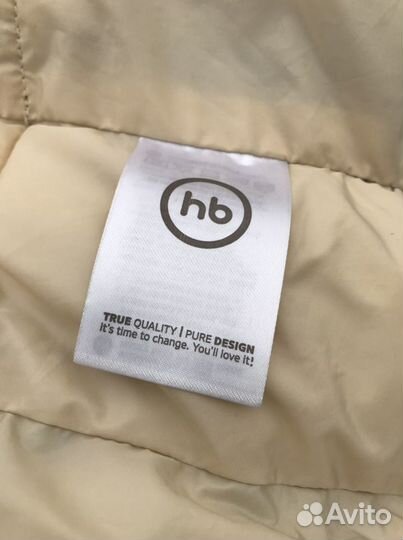 hb
TRUE QUALITY | PURE DESIGN
It's time to change. You'll love it!
Avito